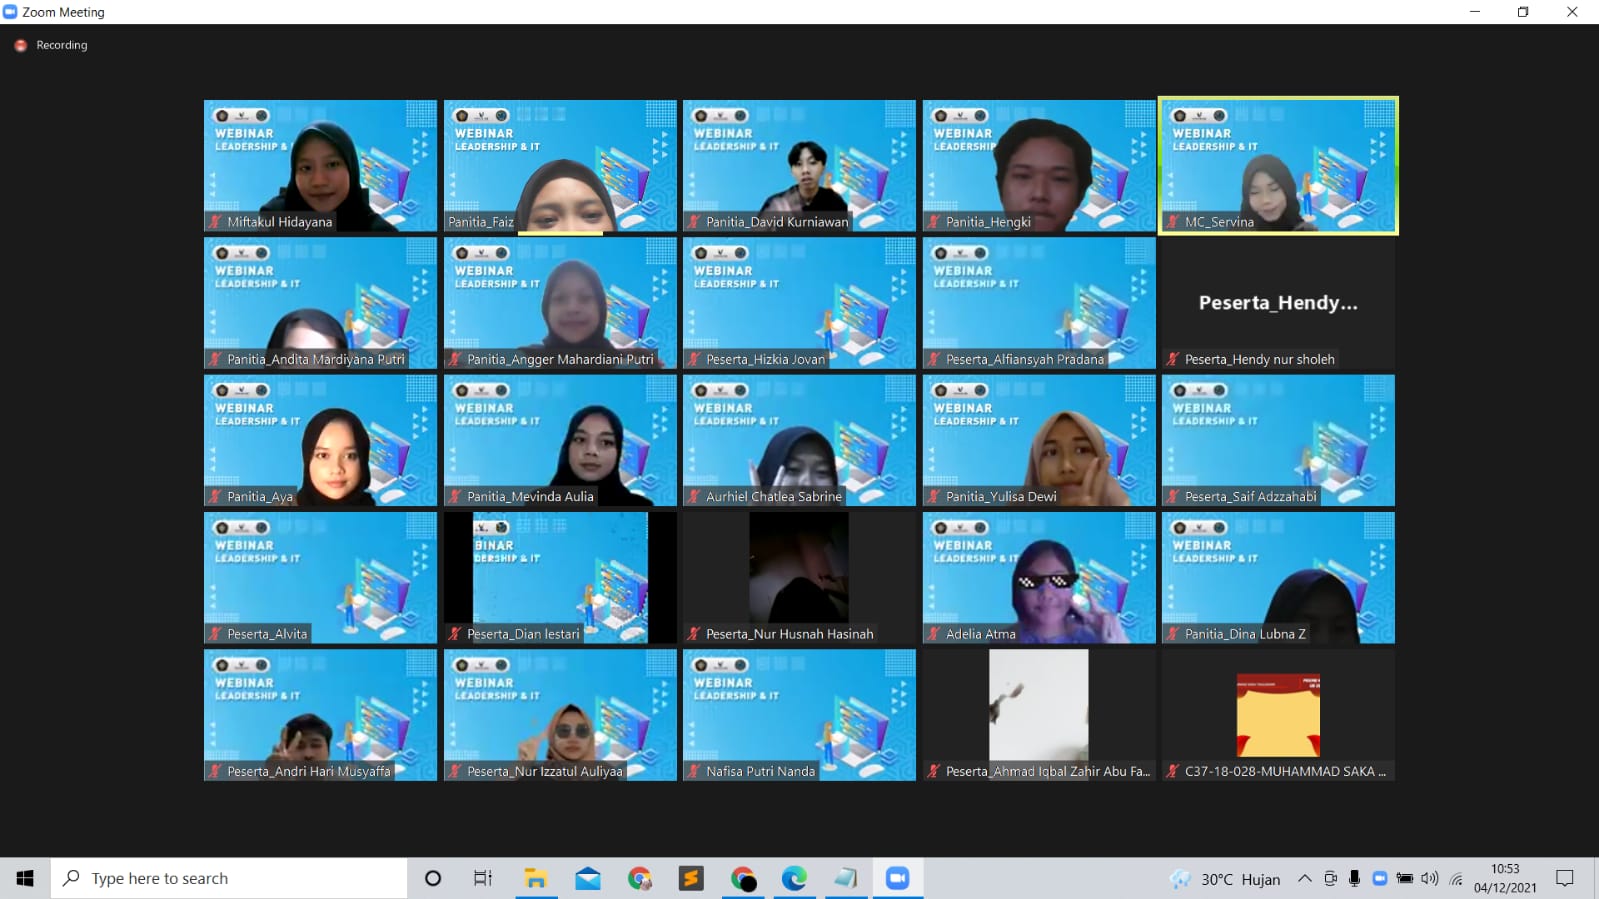 Zoom Meeting
Recording
WEBINAR
LEADERSHIP &
Miftakul Hidayana
WEBINAR
LEADERSHIP & IT
Panitia_Faiz
WEBINAR
LEADERSHIP & IT
Panitia_David Kurniawan
WEBINAR
LEADERSHIP
Panitia_Hengki
WEBINAR
LEADERSHIP & IT
MC_Servina
WEBINAR
LEADERSHIP & IT
Panitia_Andita Mardiyana Putri
WEBINAR
LEADERSHIP & IT
Panitia_Angger Mahardiani Putri
WEBINAR
LEADERSHIP & IT
Peserta_Hizkia Jovan
WEBINAR
LEADERSHIP & IT
Peserta_Alfiansyah Pradana
Peserta_Hendy...
Peserta_Hendy nur sholeh
WEBINAR
LEADERSHIP & IT
Panitia_Aya
WEBINAR
LEADERSHIP & IT
Panitia_Mevinda Aulia
WEBINAR
LEADERSHIP & IT
Aurhiel Chatlea Sabrine
WEBINAR
LEADERSHIP & IT
Panitia_Yulisa Dewi
WEBINAR
LEADERSHIP & IT
Peserta_Saif Adzzahabi
WEBINAR
LEADERSHIP & IT
Peserta_Alvita
BINAR
DERSHIP & IT
Peserta_Dian lestari
Peserta_Nur Husnah Hasinah
WEBINAR
LEADERSHIP & IT
Adelia Atma
WEBINAR
LEADERSHIP & IT
Panitia_Dina Lubna Z
WEBINAR
LEADERSHIP & IT
Peserta_Andri Hari Musyaffa
WEBINAR
LEADERSHIP & IT
Peserta_Nur Izzatul Auliyaa
WEBINAR
LEADERSHIP & IT
Nafisa Putri Nanda
Peserta_Ahmad Iqbal Zahir Abu Fa...
C37-18-028-MUHAMMAD SAKA ...
Type here to search
30°C Hujan
10:53
04/12/2021